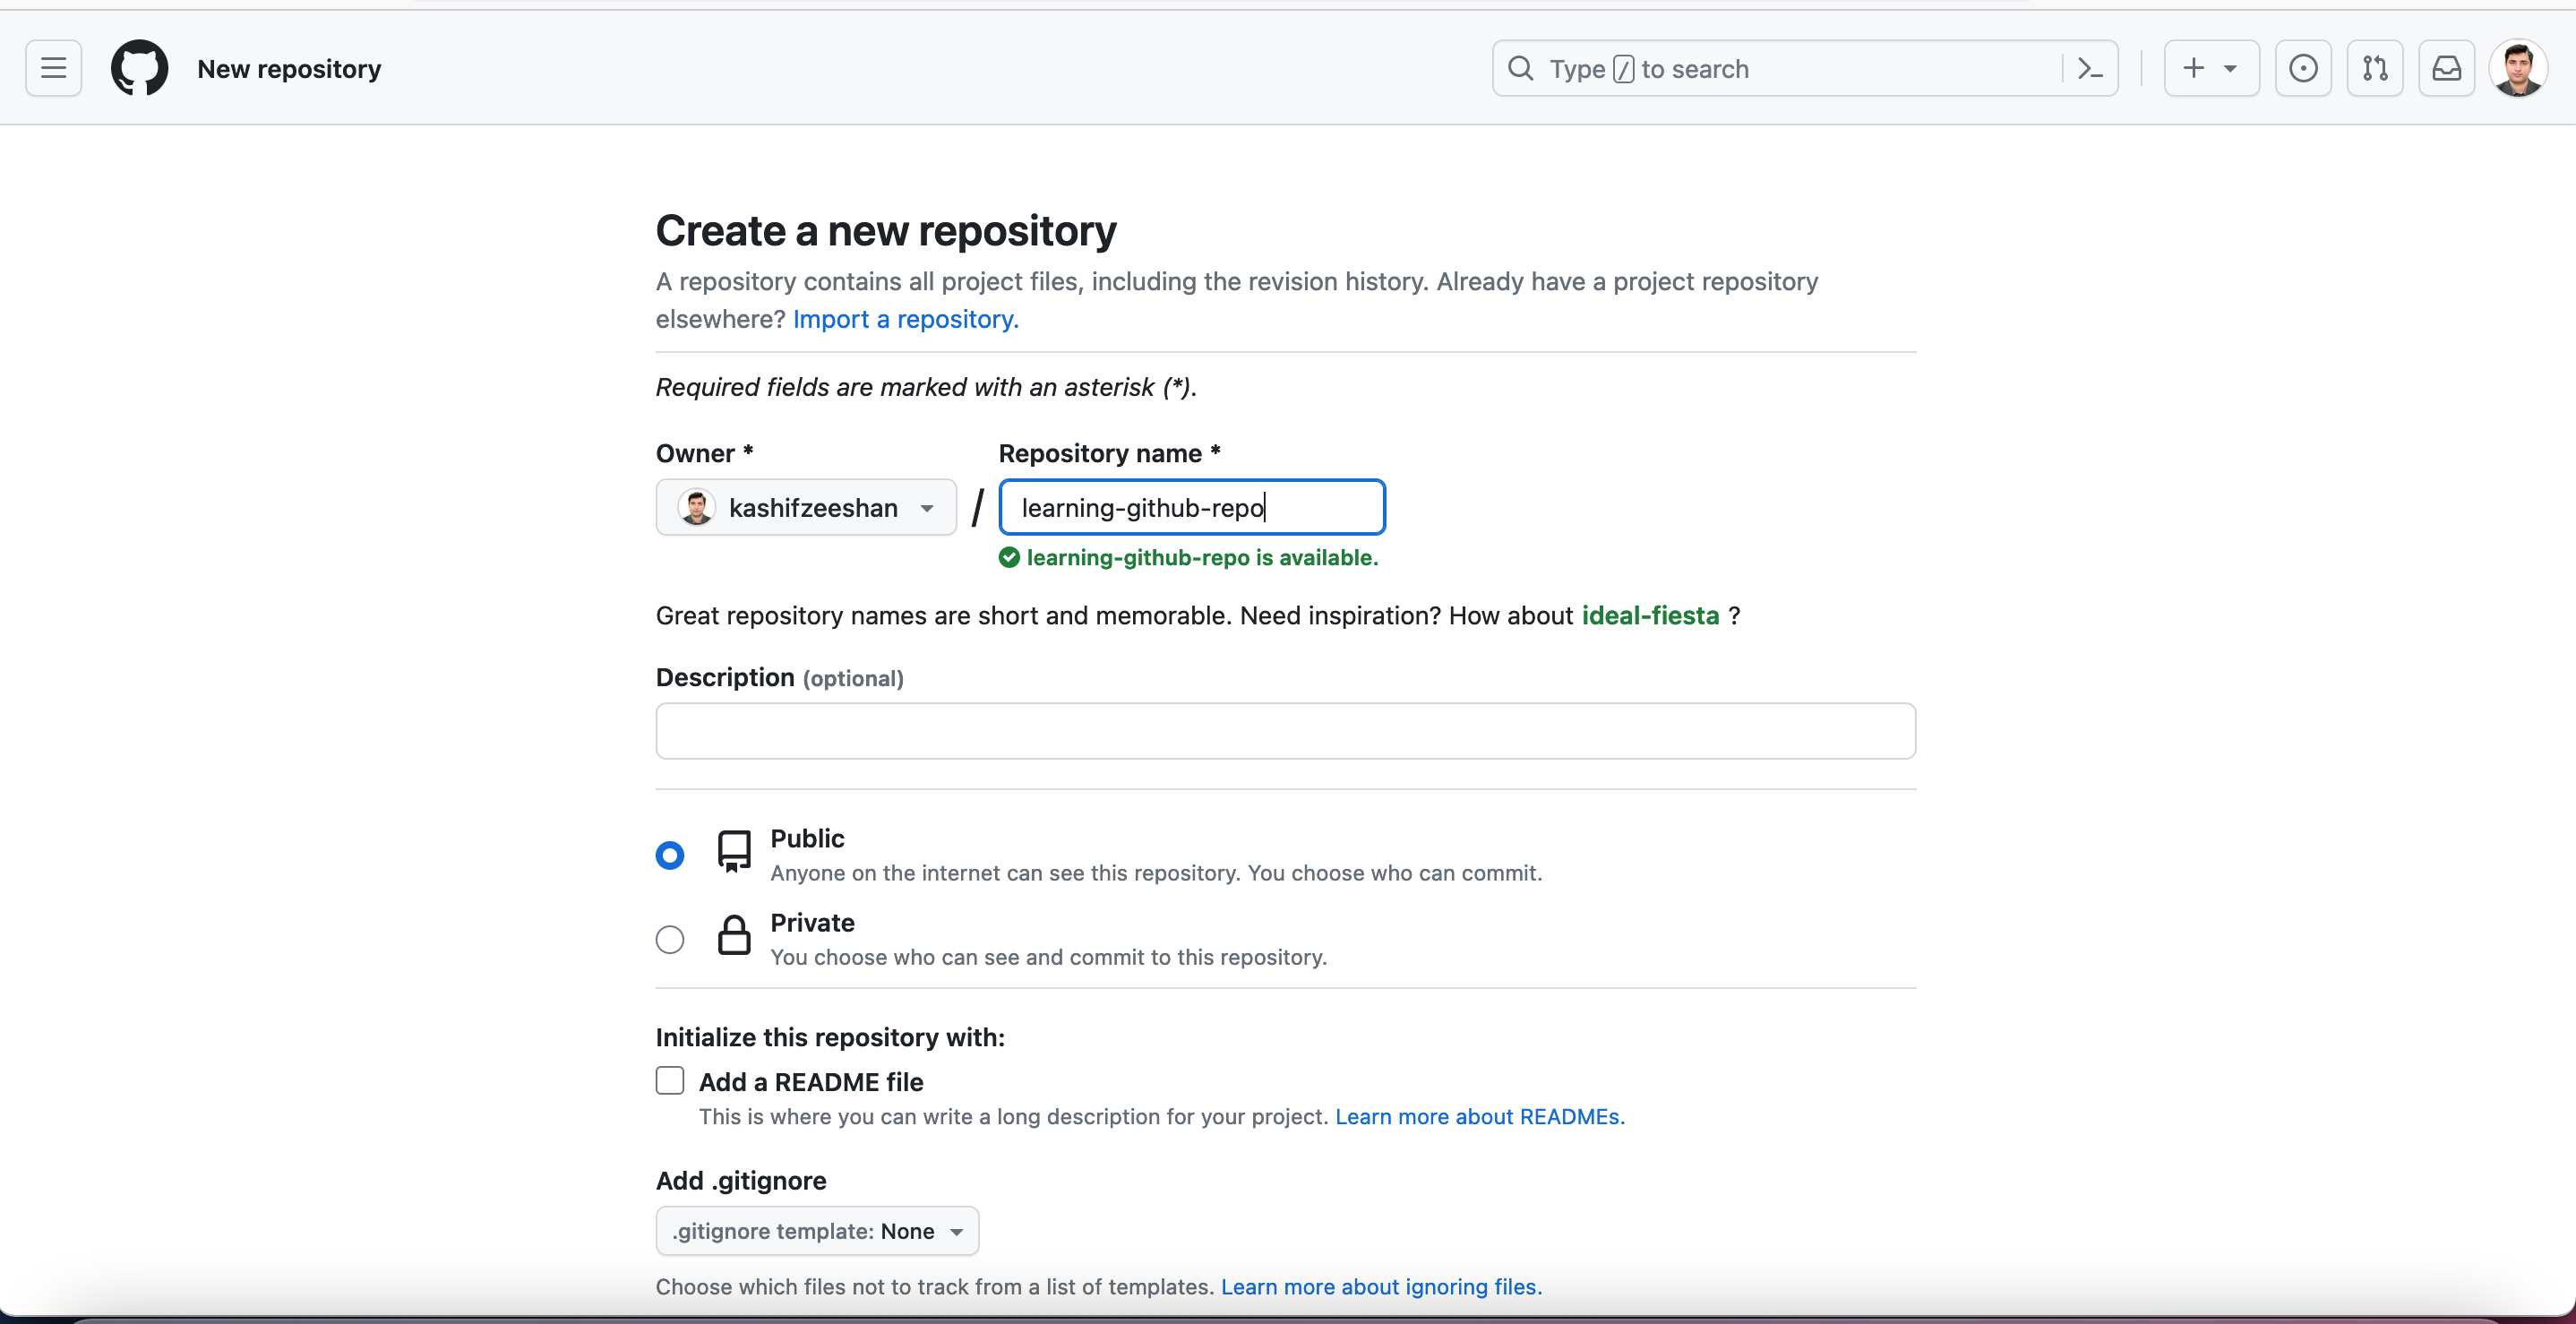 New repository
Type / to search
Create a new repository
A repository contains all project files, including the revision history. Already have a project repository
elsewhere? Import a repository.
Required fields are marked with an asterisk (*).
Owner *
Repository name *
kashifzeeshan
/
learning-github-repo
learning-github-repo is available.
Great repository names are short and memorable. Need inspiration? How about ideal-fiesta ?
Description (optional)
Public
Anyone on the internet can see this repository. You choose who can commit.
Private
You choose who can see and commit to this repository.
Initialize this repository with:
Add a README file
This is where you can write a long description for your project. Learn more about READMEs.
Add .gitignore
.gitignore template: None
Choose which files not to track from a list of templates. Learn more about ignoring files.